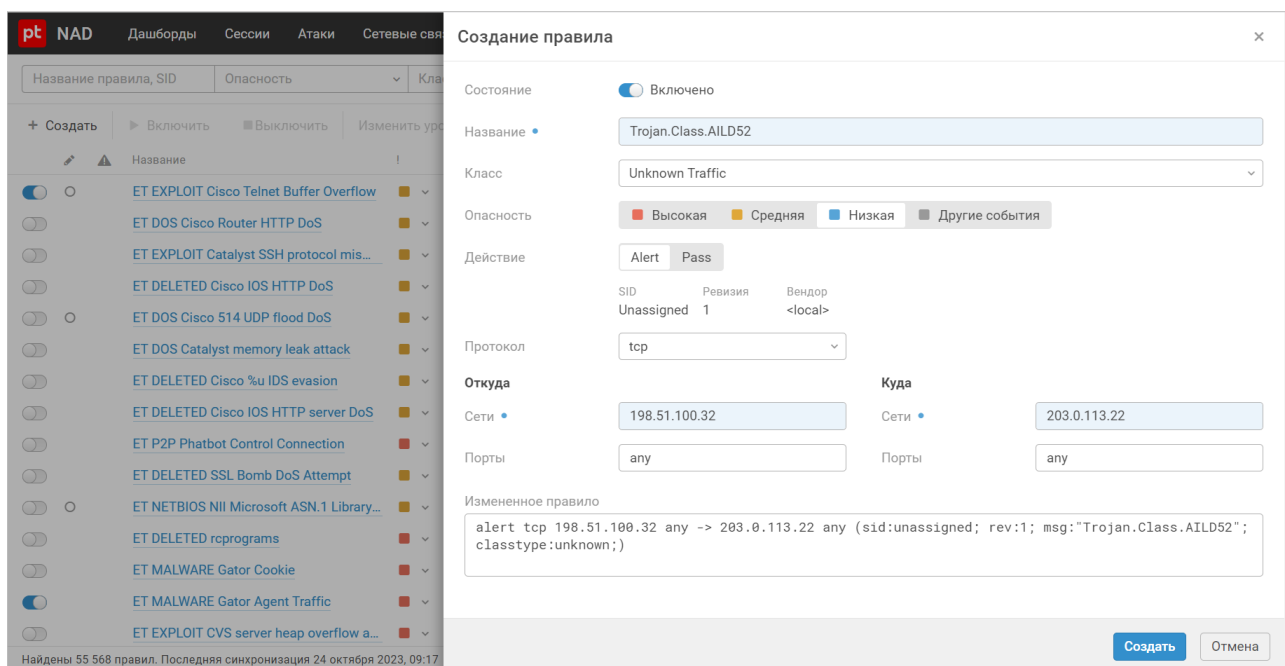 pt NAD Дашборды Сессии Атаки Сетевые свя
Название правила, SID Опасность Кла
+ Создать Включить Выключить Изменить уро
Название !
ET EXPLOIT Cisco Telnet Buffer Overflow
ET DOS Cisco Router HTTP DoS
ET EXPLOIT Catalyst SSH protocol mis...
ET DELETED Cisco IOS HTTP DoS
ET DOS Cisco 514 UDP flood DoS
ET DOS Catalyst memory leak attack
ET DELETED Cisco %u IDS evasion
ET DELETED Cisco IOS HTTP server DoS
ET P2P Phatbot Control Connection
ET DELETED SSL Bomb DoS Attempt
ET NETBIOS NII Microsoft ASN.1 Library...
ET DELETED rcprograms
ET MALWARE Gator Cookie
ET MALWARE Gator Agent Traffic
ET EXPLOIT CVS server heap overflow a...
Найдены 55 568 правил. Последняя синхронизация 24 октября 2023, 09:17
Создание правила
Состояние Включено
Название Trojan.Class.AILD52
Класс Unknown Traffic
Опасность Высокая Средняя Низкая Другие события
Действие Alert Pass
SID Ревизия Вендор
Unassigned 1 <local>
Протокол tcp
Откуда Куда
Сети 198.51.100.32 Сети 203.0.113.22
Порты any Порты any
Измененное правило
alert tcp 198.51.100.32 any -> 203.0.113.22 any (sid:unassigned; rev:1; msg:"Trojan.Class.AILD52";
classtype:unknown;)
Создать Отмена